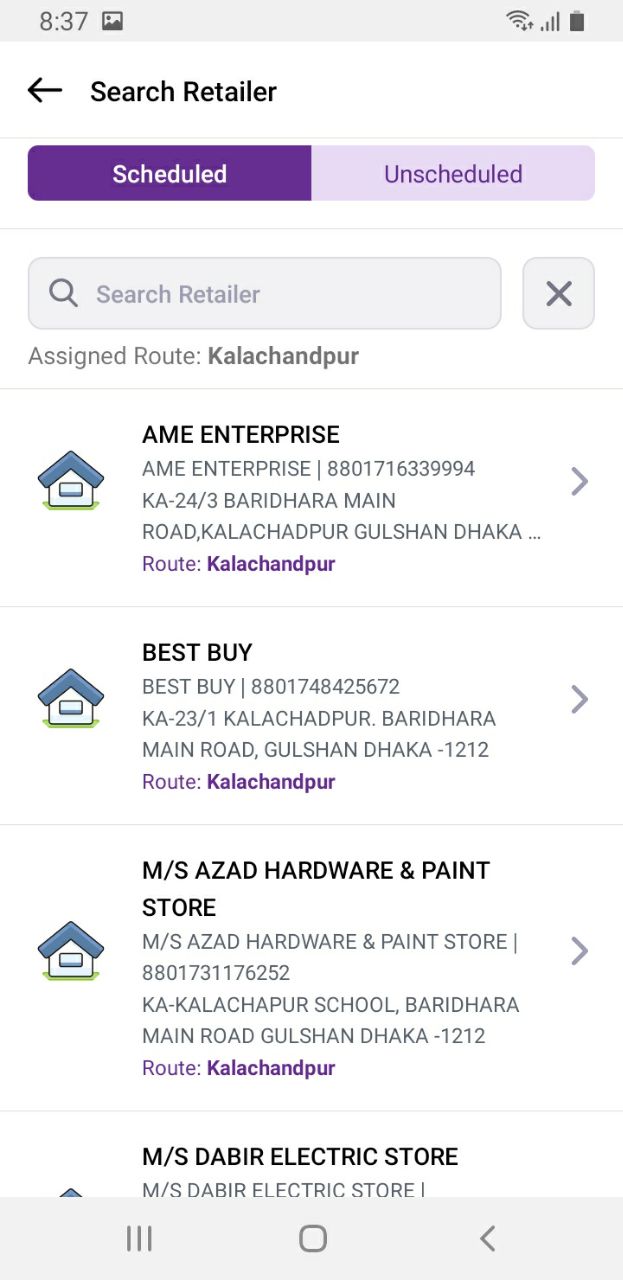 8:37
Search Retailer
Scheduled
Unscheduled
Search Retailer
Assigned Route: Kalachandpur
AME ENTERPRISE
AME ENTERPRISE | 8801716339994
KA-24/3 BARIDHARA MAIN
ROAD,KALACHADPUR GULSHAN DHAKA ...
Route: Kalachandpur
BEST BUY
BEST BUY | 8801748425672
KA-23/1 KALACHADPUR. BARIDHARA
MAIN ROAD, GULSHAN DHAKA -1212
Route: Kalachandpur
M/S AZAD HARDWARE & PAINT
STORE
M/S AZAD HARDWARE & PAINT STORE |
8801731176252
KA-KALACHAPUR SCHOOL, BARIDHARA
MAIN ROAD GULSHAN DHAKA -1212
Route: Kalachandpur
M/S DABIR ELECTRIC STORE
M/S DABIR ELECTRIC STORE |